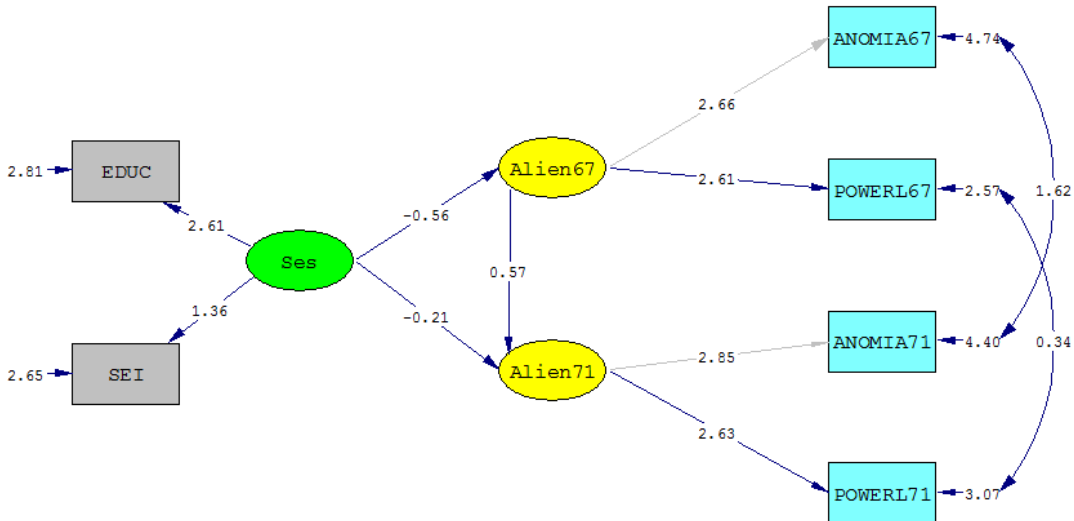 ANOMIA67
4.74
2.66
2.81
EDUC
Alien67
2.61
POWERL67
2.57
1.62
-0.56
2.61
Ses
0.57
1.36
-0.21
2.65
SEI
Alien71
2.85
ANOMIA71
4.40
0.34
2.63
POWERL71
3.07